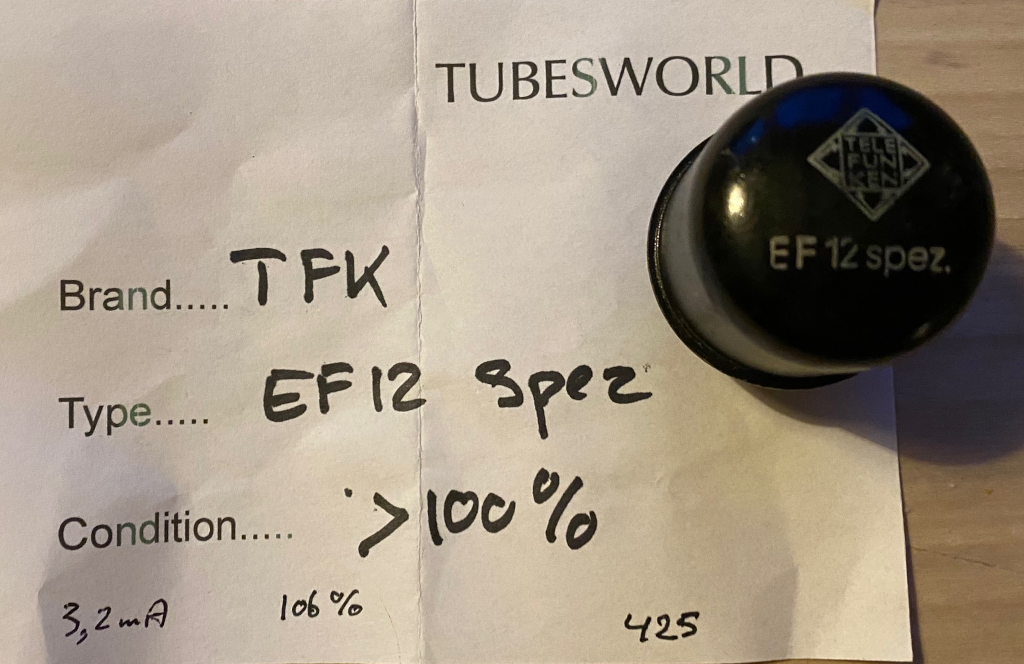 TUBESWORLD
TELE
FUN
KEN
EF 12 spez.
Brand..... TFK
Type..... EF12 Spez
Condition..... >100%
3,2mA 106% 425